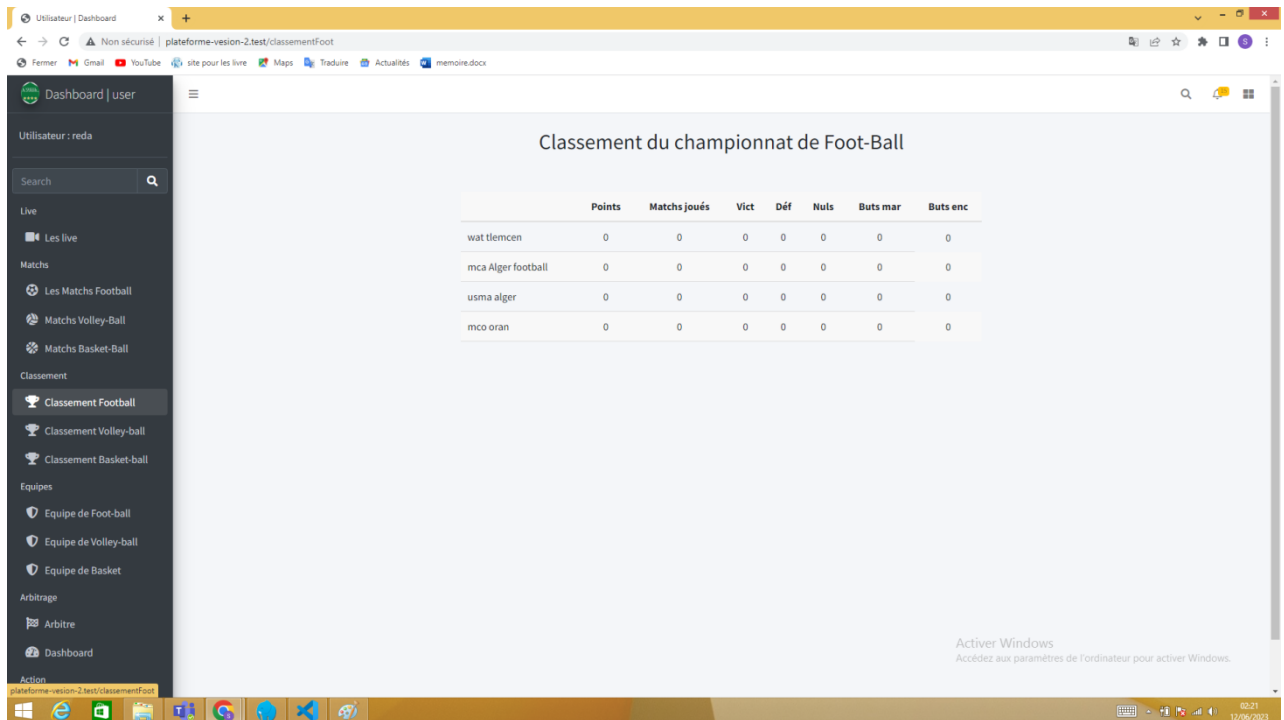 Utilisateur | Dashboard
Non sécurisé | plateforme-vesion-2.test/classementFoot
Fermer Gmail YouTube site pour les livre Maps Traduire Actualités memoire.docx
Dashboard | user
Utilisateur : reda
Search
Live
Les live
Matchs
Les Matchs Football
Matchs Volley-Ball
Matchs Basket-Ball
Classement
Classement Football
Classement Volley-ball
Classement Basket-ball
Equipes
Equipe de Foot-ball
Equipe de Volley-ball
Equipe de Basket
Arbitrage
Arbitre
Dashboard
Action
plateforme-vesion-2.test/classementFoot
Classement du championnat de Foot-Ball
Points Matchs joués Vict Déf Nuls Buts mar Buts enc
wat tlemcen 0 0 0 0 0 0 0
mca Alger football 0 0 0 0 0 0 0
usma alger 0 0 0 0 0 0 0
mco oran 0 0 0 0 0 0 0
Activer Windows
Accédez aux paramètres de l'ordinateur pour activer Windows.
02:21
12/06/2023